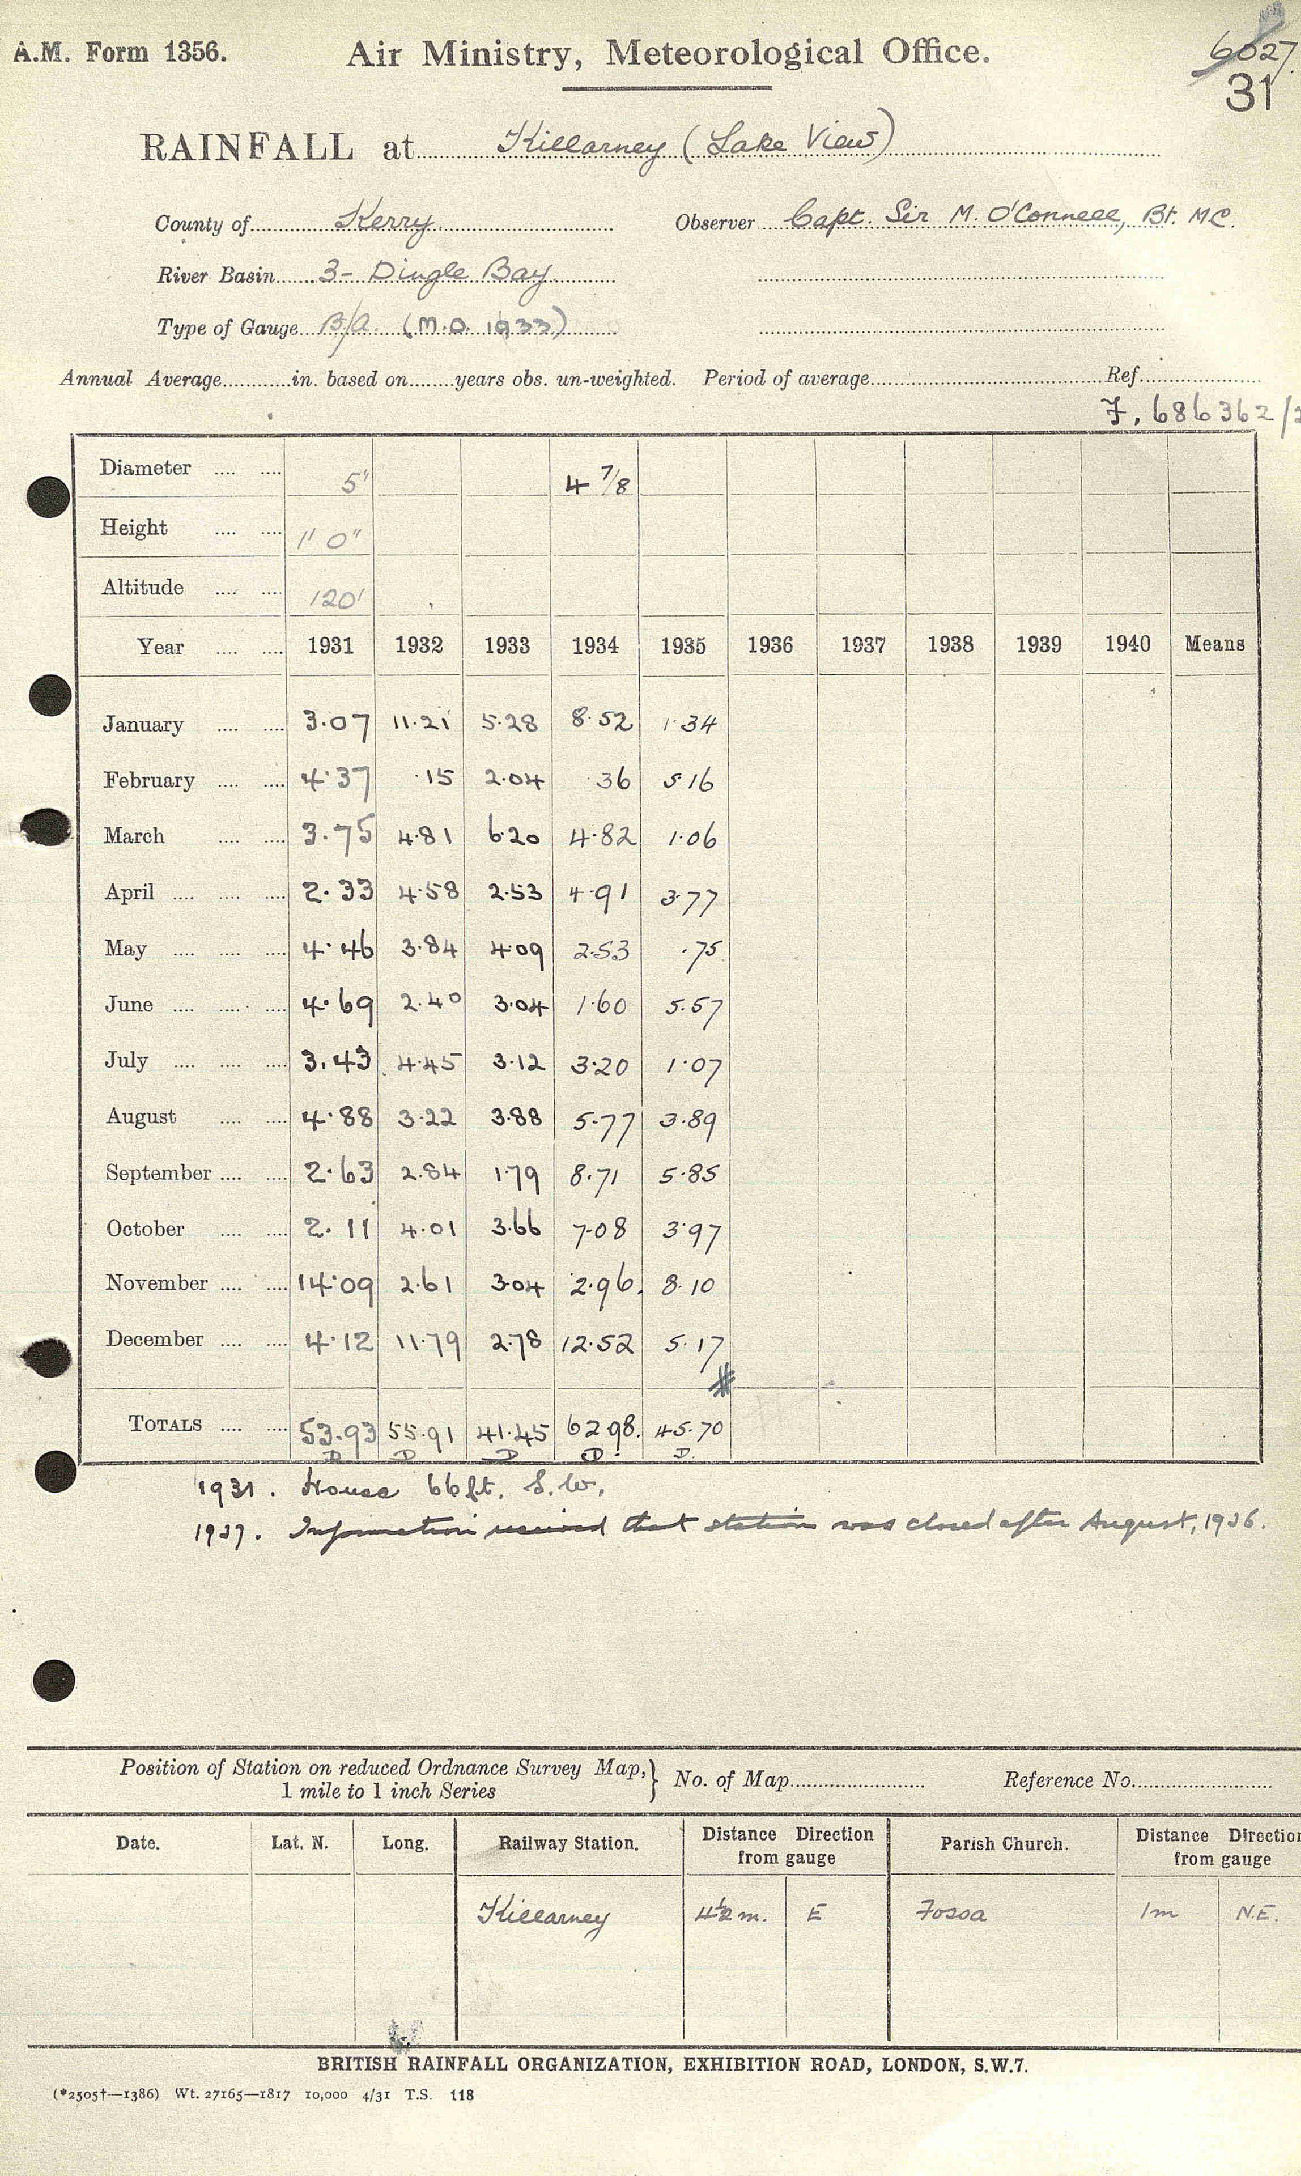 A.M. Form 1356. Air Ministry, Meteorological Office. 6027.
31
RAINFALL at Killarney (Lake View)
County of Kerry Observer Capt. Sir M. O'Connell, Bt. M.C.
River Basin 3 - Dingle Bay
Type of Gauge B/A (M.O. 1933)
Annual Average in. based on years obs. un-weighted. Period of average Ref.
7. 686362/
Diameter 5" 4 7/8
Height 1' 0"
Altitude 120'
Year 1931 1932 1933 1934 1935 1936 1937 1938 1939 1940 Means
January 3.07 11.21 5.28 8.52 1.34
February 4.37 .15 2.04 .36 5.16
March 3.75 4.81 6.20 4.82 1.06
April 2.33 4.58 2.53 4.91 3.77
May 4.46 3.84 4.09 2.53 .75
June 4.69 2.40 3.04 1.60 5.57
July 3.43 4.45 3.12 3.20 1.07
August 4.88 3.22 3.88 5.77 3.89
September 2.63 2.84 1.79 8.71 5.85
October 2.11 4.01 3.66 7.08 3.97
November 14.09 2.61 3.04 2.96 8.10
December 4.12 11.79 2.78 12.52 5.17
TOTALS 53.93 55.91 41.45 62.98 45.70
D D D D D.
1931. House 66 ft. S.W.
1937. Information received that station was closed after August, 1936.
Position of Station on reduced Ordnance Survey Map, } No. of Map Reference No.
1 mile to 1 inch Series
Date. Lat. N. Long. Railway Station. Distance Direction from gauge Parish Church. Distance Direction from gauge
Killarney 4½ m. E Fossa 1m N.E.
BRITISH RAINFALL ORGANIZATION, EXHIBITION ROAD, LONDON, S.W.7.
(*2505†—1386) Wt. 27165—1817 10,000 4/31 T.S. 118